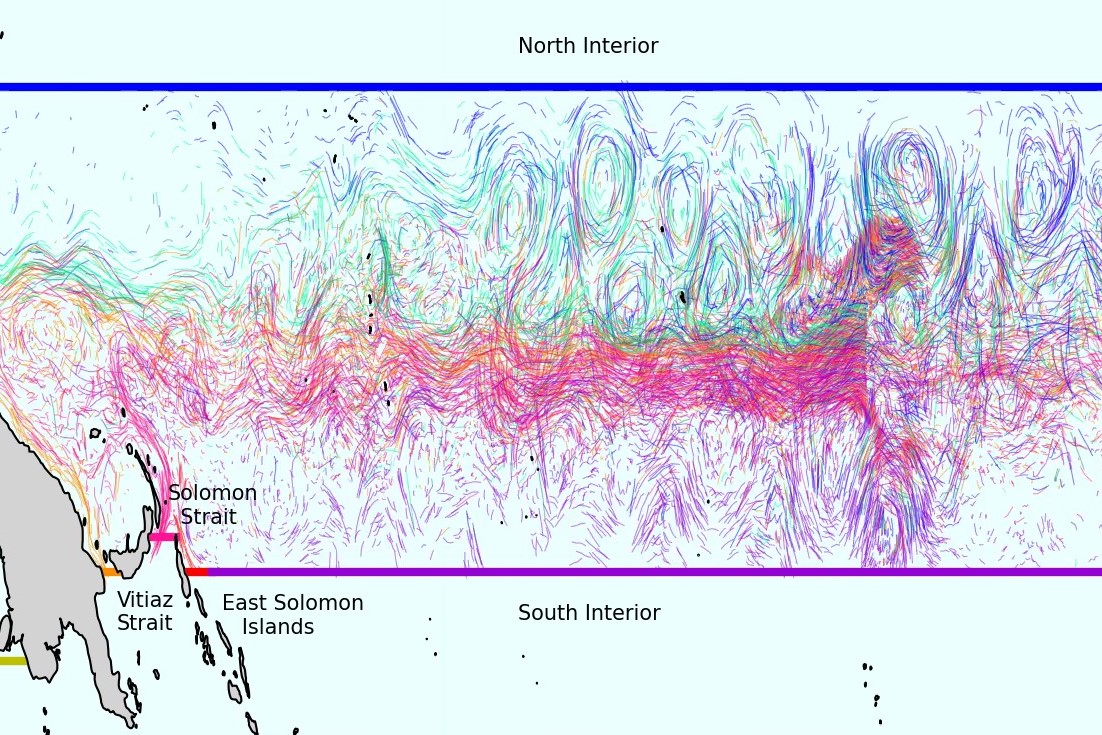 North Interior
Solomon
Strait
Vitiaz
Strait
East Solomon
Islands
South Interior